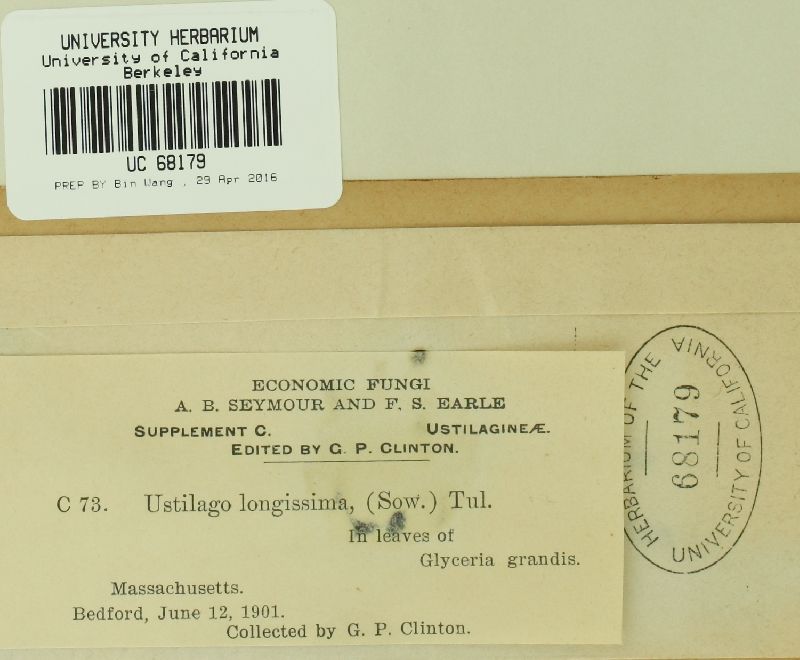 UNIVERSITY HERBARIUM
University of California
Berkeley
UC 68179
PREP BY Bin Wang , 29 Apr 2016
ECONOMIC FUNGI
A. B. SEYMOUR AND F. S. EARLE
SUPPLEMENT C. USTILAGINEÆ.
EDITED BY G. P. CLINTON.
C 73. Ustilago longissima, (Sow.) Tul.
In leaves of
Glyceria grandis.
Massachusetts.
Bedford, June 12, 1901.
Collected by G. P. Clinton.
HERBARIUM OF THE
UNIVERSITY OF CALIFORNIA
68179